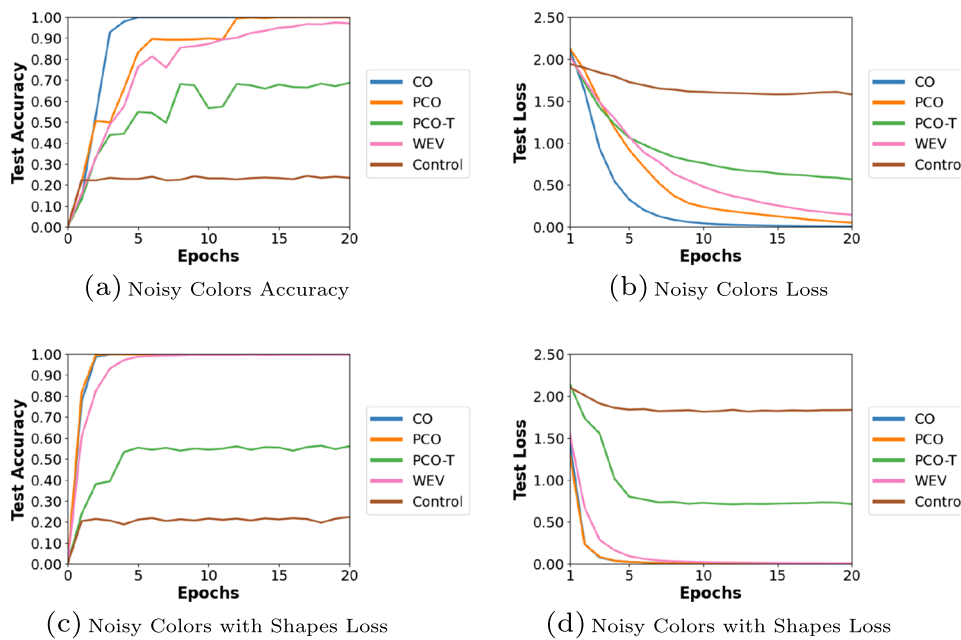 1.00
0.90
0.80
0.70
0.60
0.50
0.40
0.30
0.20
0.10
0.00
Test Accuracy
0 5 10 15 20
Epochs
CO
PCO
PCO-T
WEV
Control
(a) Noisy Colors Accuracy
2.50
2.00
1.50
1.00
0.50
0.00
Test Loss
1 5 10 15 20
Epochs
CO
PCO
PCO-T
WEV
Control
(b) Noisy Colors Loss
1.00
0.90
0.80
0.70
0.60
0.50
0.40
0.30
0.20
0.10
0.00
Test Accuracy
0 5 10 15 20
Epochs
CO
PCO
PCO-T
WEV
Control
(c) Noisy Colors with Shapes Loss
2.50
2.00
1.50
1.00
0.50
0.00
Test Loss
1 5 10 15 20
Epochs
CO
PCO
PCO-T
WEV
Control
(d) Noisy Colors with Shapes Loss